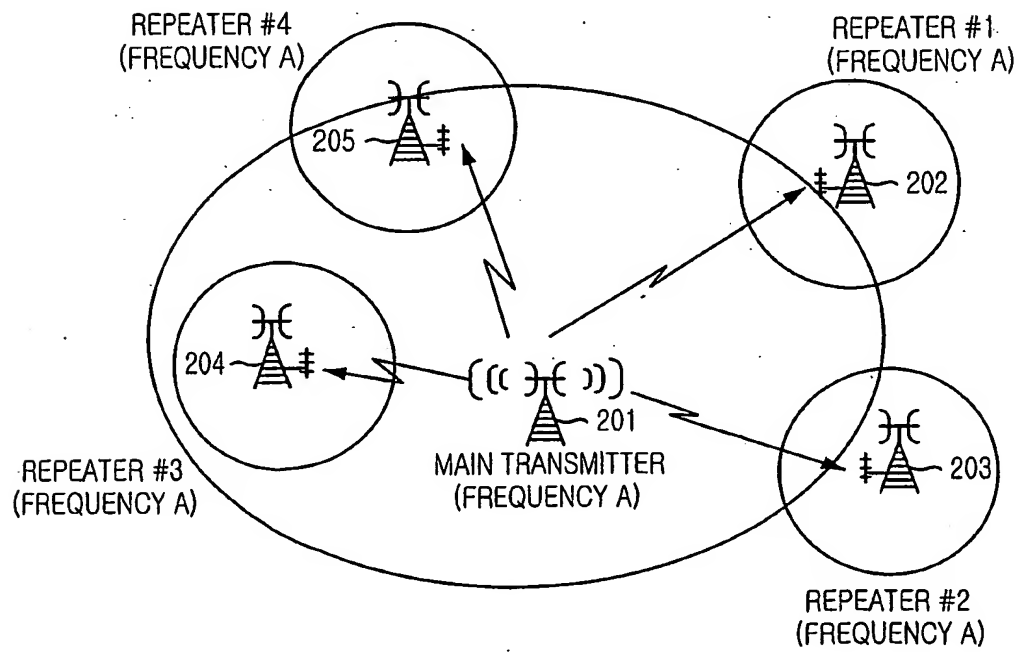 REPEATER #4
(FREQUENCY A)
REPEATER #1
(FREQUENCY A)
205
202
204
201
MAIN TRANSMITTER
(FREQUENCY A)
203
REPEATER #3
(FREQUENCY A)
REPEATER #2
(FREQUENCY A)